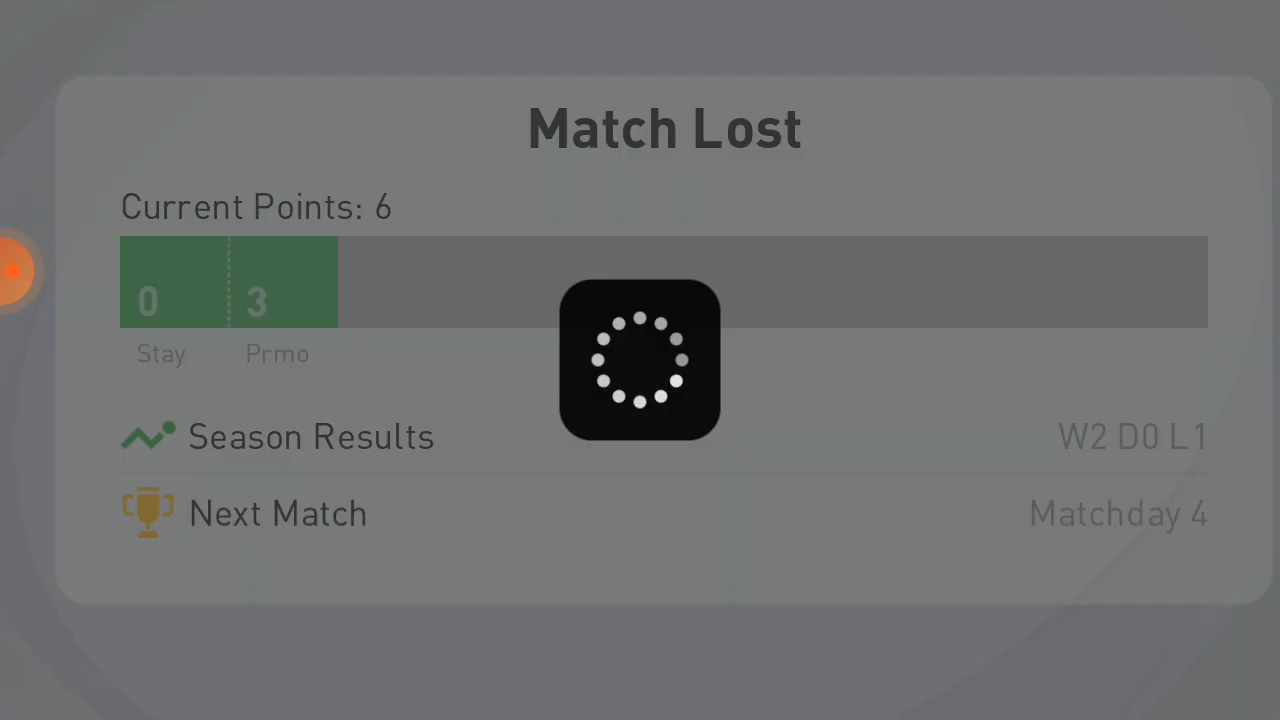 Match Lost
Current Points: 6
0 3
Stay Prmo
Season Results W2 D0 L1
Next Match Matchday 4